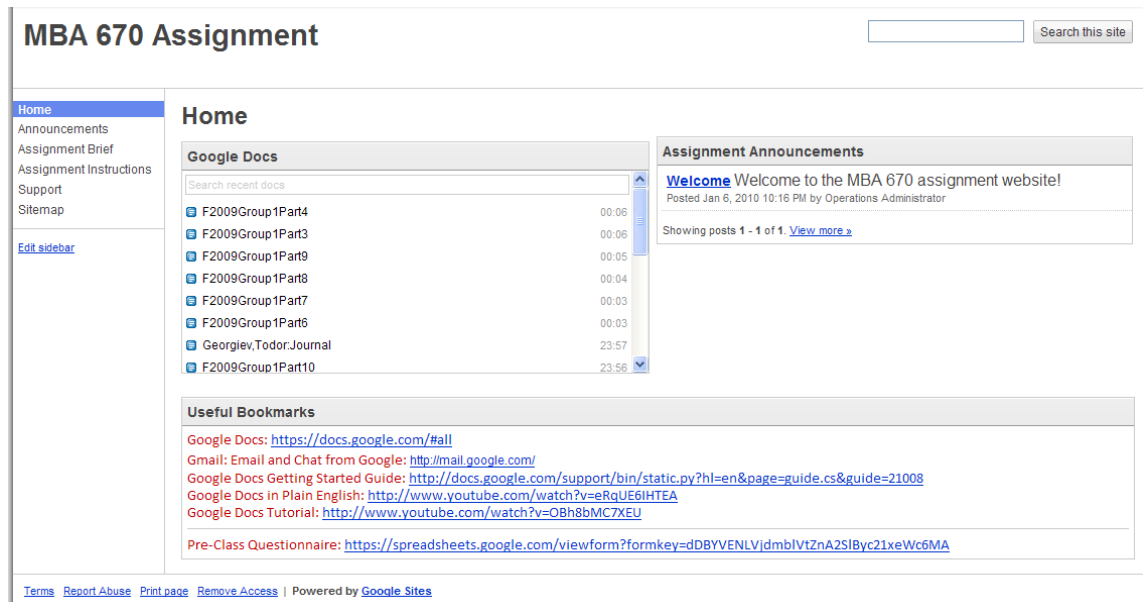 MBA 670 Assignment
Search this site
Home
Announcements
Assignment Brief
Assignment Instructions
Support
Sitemap
Edit sidebar
Home
Google Docs
Search recent docs
F2009Group1Part4 00:06
F2009Group1Part3 00:06
F2009Group1Part9 00:05
F2009Group1Part8 00:04
F2009Group1Part7 00:03
F2009Group1Part6 00:03
Georgiev,Todor:Journal 23:57
F2009Group1Part10 23:56
Assignment Announcements
Welcome Welcome to the MBA 670 assignment website!
Posted Jan 6, 2010 10:16 PM by Operations Administrator
Showing posts 1 - 1 of 1. View more »
Useful Bookmarks
Google Docs: https://docs.google.com/#all
Gmail: Email and Chat from Google: http://mail.google.com/
Google Docs Getting Started Guide: http://docs.google.com/support/bin/static.py?hl=en&page=guide.cs&guide=21008
Google Docs in Plain English: http://www.youtube.com/watch?v=eRqUE6IHTEA
Google Docs Tutorial: http://www.youtube.com/watch?v=OBh8bMC7XEU
Pre-Class Questionnaire: https://spreadsheets.google.com/viewform?formkey=dDBYVENLVjdmblVtZnA2SlByc21xeWc6MA
Terms Report Abuse Print page Remove Access | Powered by Google Sites